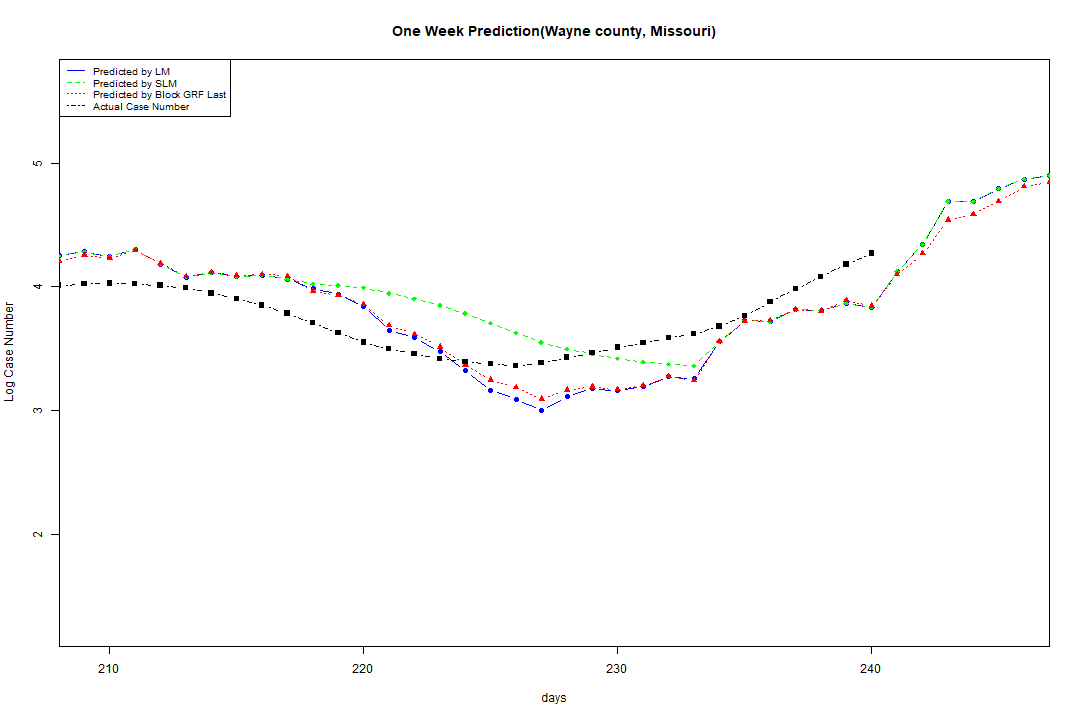 One Week Prediction(Wayne county, Missouri)
Predicted by LM
Predicted by SLM
Predicted by Block GRF Last
Actual Case Number
5
4
3
2
Log Case Number
210 220 230 240
days